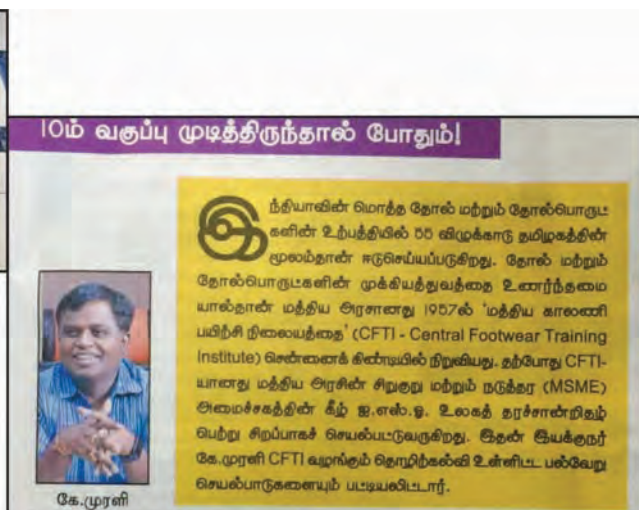 10ம் வகுப்பு முடித்திருந்தால் போதும்!
இந்தியாவின் மொத்த தோல் மற்றும் தோல்பொருட்
களின் உற்பத்தியில் 55 விழுக்காடு தமிழகத்தின்
மூலம்தான் ஈடுசெய்யப்படுகிறது. தோல் மற்றும்
தோல்பொருட்களின் முக்கியத்துவத்தை உணர்ந்தமை
யால்தான் மத்திய அரசானது 1957ல் ‘மத்திய காலணி
பயிற்சி நிலையத்தை’ (CFTI - Central Footwear Training
Institute) சென்னைக் கிண்டியில் நிறுவியது. தற்போது CFTI-
யானது மத்திய அரசின் சிறுகுறு மற்றும் நடுத்தர (MSME)
அமைச்சகத்தின் கீழ் ஐ.எஸ்.ஓ. உலகத் தரச்சான்றிதழ்
பெற்று சிறப்பாகச் செயல்பட்டுவருகிறது. இதன் இயக்குநர்
கே.முரளி CFTI வழங்கும் தொழிற்கல்வி உள்ளிட்ட பல்வேறு
செயல்பாடுகளையும் பட்டியலிட்டார்.
கே.முரளி